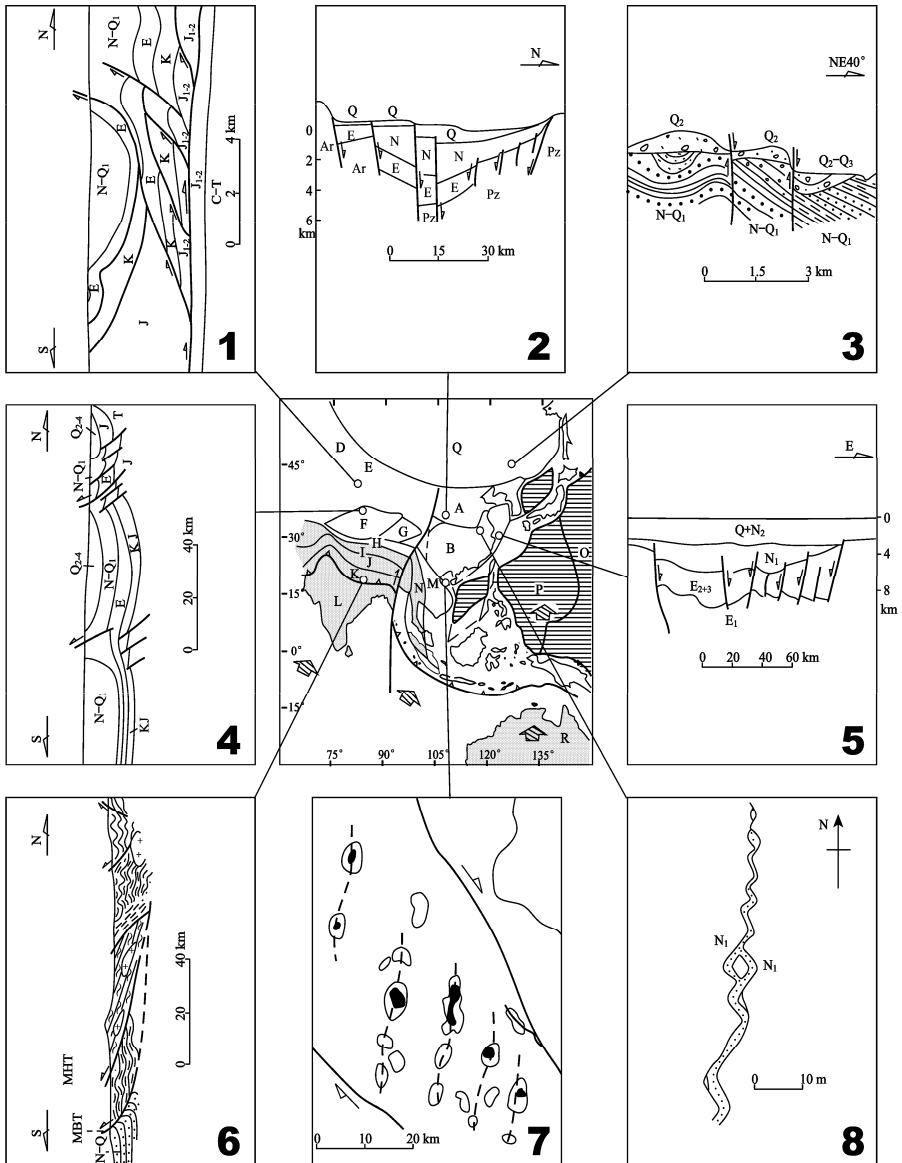 N
N-Q₁
E
K
J₁₋₂
J₁₋₂
E
K
J₁₋₂
N-Q₁
E
J₁₋₂
C-T
K
J₁₋₂
K
E
J
S
4 km
2
0
1
N
Q
Q
Q
0
Ar
E
N
N
N
Pz
2
Ar
E
4
E
E
Pz
6
Pz
km
0
15
30 km
2
NE40°
Q₂
Q₂
Q₂-Q₃
N-Q₁
N-Q₁
N-Q₁
0
1.5
3 km
3
N
Q₂₋₄
J
T
N-Q₁
E
J
Q₂₋₄
N-Q₁
KJ
E
N-Q
KJ
S
40 km
20
0
4
D
E
Q
45°
A
F
G
30°
H
B
I
J
O
K
M
N
P
15°
L
0°
15°
R
75°
90°
105°
120°
135°
E
0
Q+N₂
4
N₁
E₂₊₃
8
E₁
km
0
20
40
60 km
5
N
40 km
20
0
MHT
MBT
S
N-Q
6
0
10
20 km
7
N
N₁
N₁
0
10 m
8